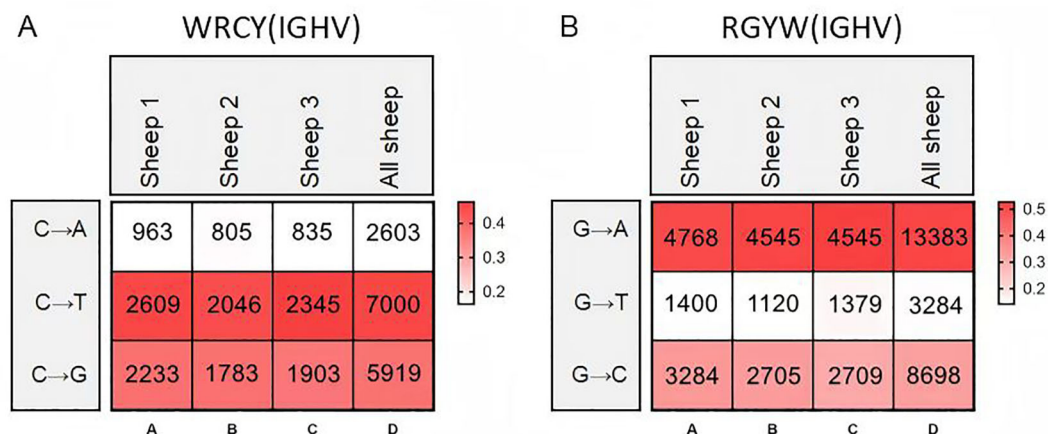 A WRCY(IGHV)
Sheep 1 Sheep 2 Sheep 3 All sheep
C→A 963 805 835 2603
C→T 2609 2046 2345 7000
C→G 2233 1783 1903 5919
A B C D
0.4
0.3
0.2
B RGYW(IGHV)
Sheep 1 Sheep 2 Sheep 3 All sheep
G→A 4768 4545 4545 13383
G→T 1400 1120 1379 3284
G→C 3284 2705 2709 8698
A B C D
0.5
0.4
0.3
0.2